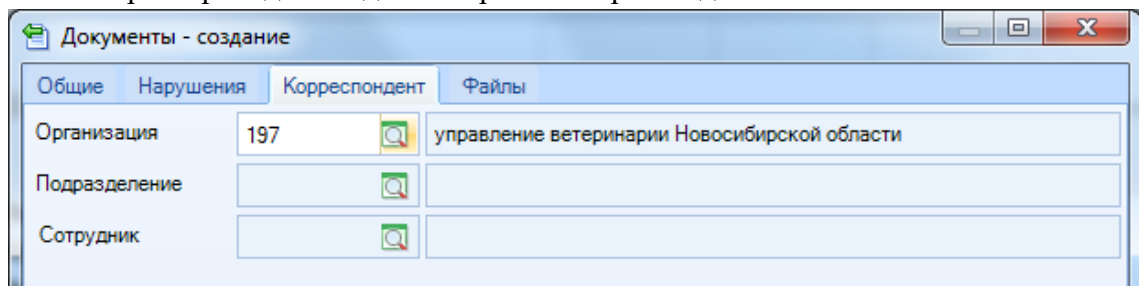 Документы - создание
Общие Нарушения Корреспондент Файлы
Организация 197 управление ветеринарии Новосибирской области
Подразделение
Сотрудник